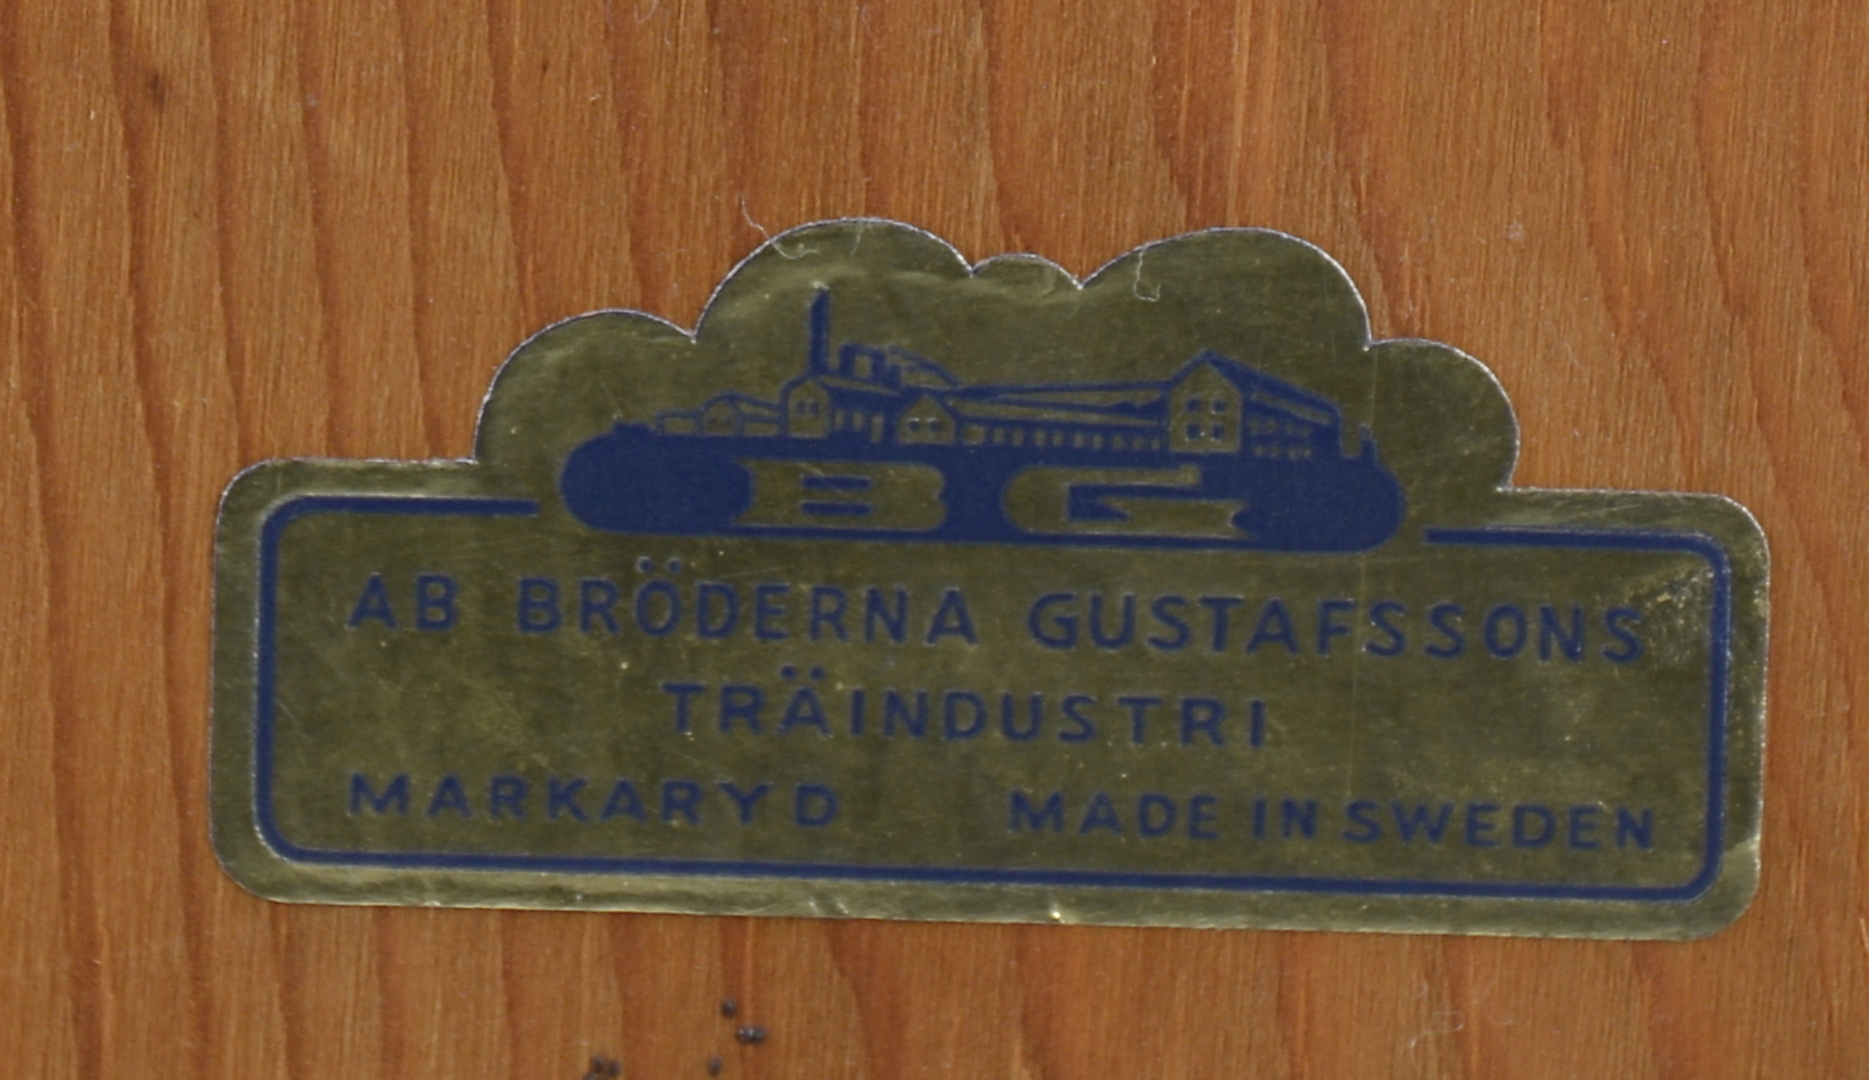 BG
AB BRÖDERNA GUSTAFSSONS
TRÄINDUSTRI
MARKARYD MADE IN SWEDEN